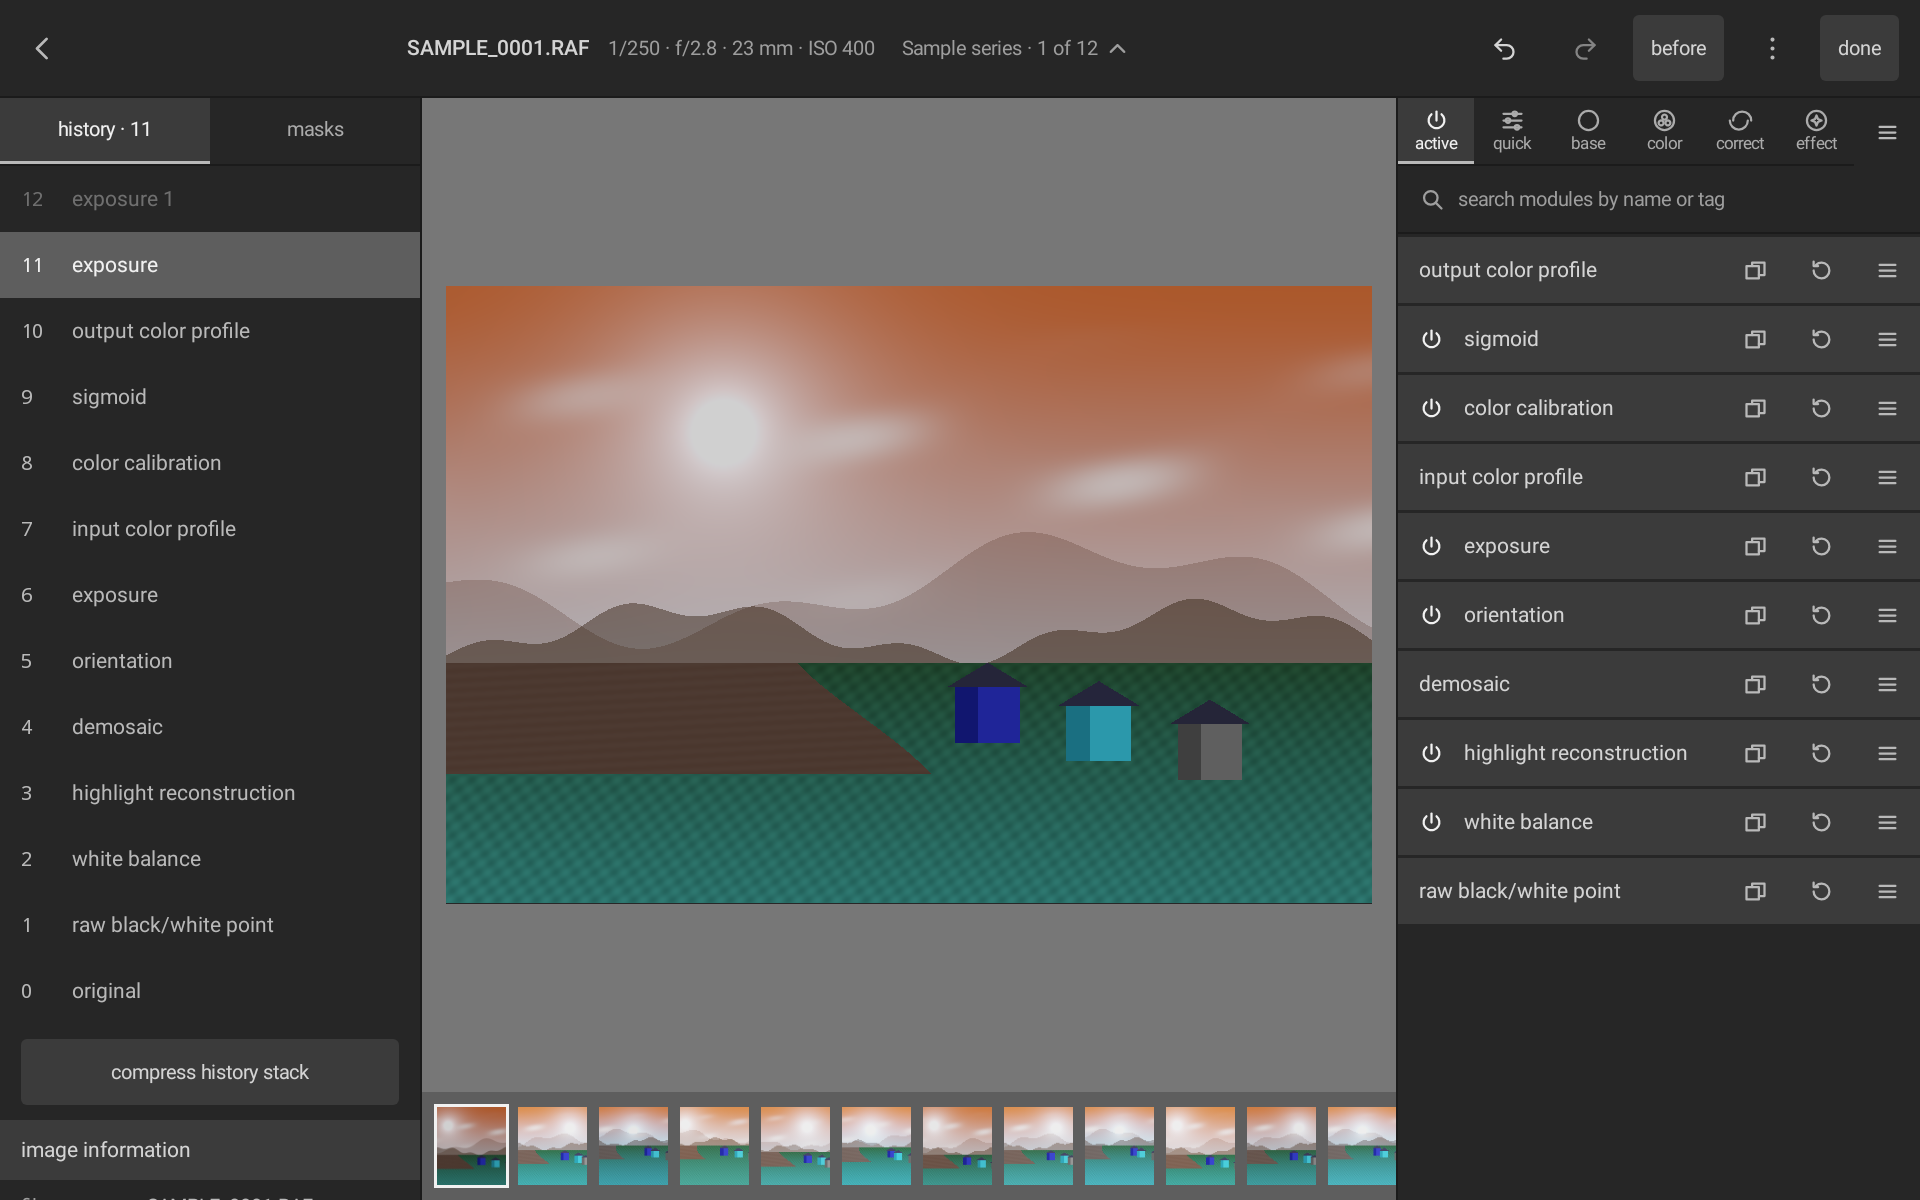 SAMPLE_0001.RAF 1/250 · f/2.8 · 23 mm · ISO 400 Sample series · 1 of 12
before
done
history · 11
masks
12 exposure 1
11 exposure
10 output color profile
9 sigmoid
8 color calibration
7 input color profile
6 exposure
5 orientation
4 demosaic
3 highlight reconstruction
2 white balance
1 raw black/white point
0 original
compress history stack
image information
active
quick
base
color
correct
effect
search modules by name or tag
output color profile
sigmoid
color calibration
input color profile
exposure
orientation
demosaic
highlight reconstruction
white balance
raw black/white point